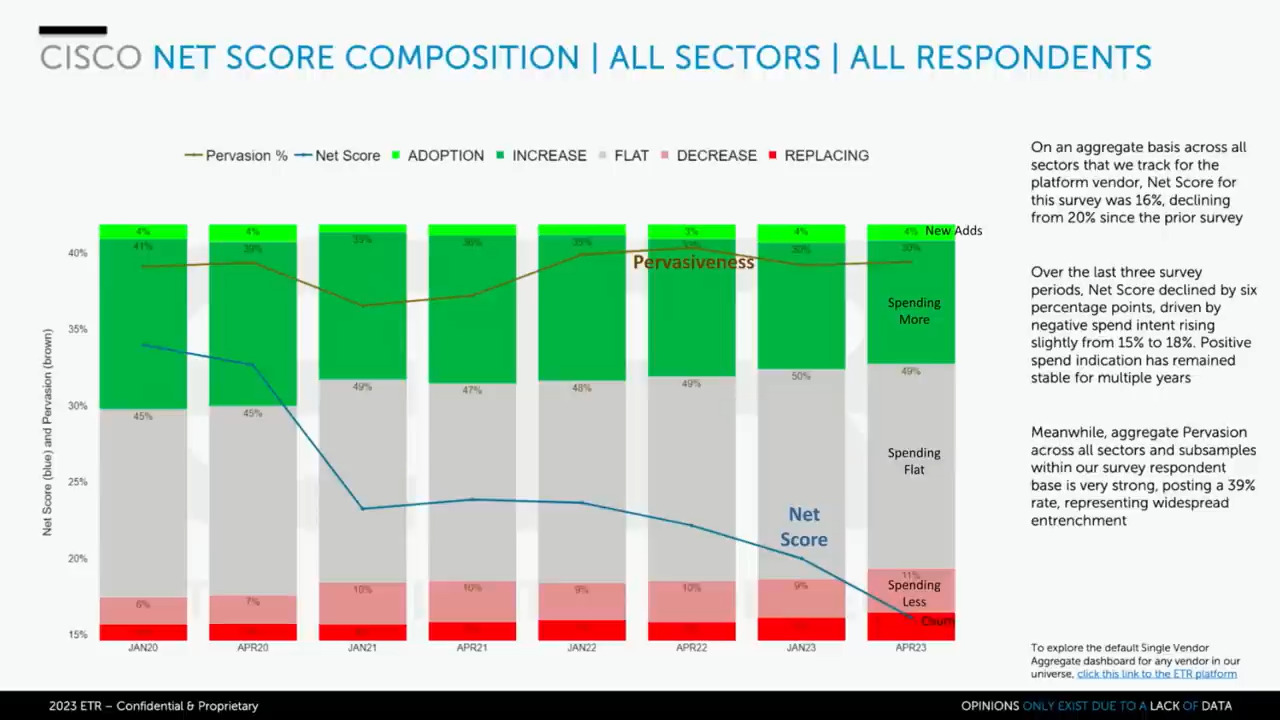 CISCO NET SCORE COMPOSITION | ALL SECTORS | ALL RESPONDENTS
Pervasion % Net Score ADOPTION INCREASE FLAT DECREASE REPLACING
Net Score (blue) and Pervasion (brown)
40%
35%
30%
25%
20%
15%
4% 4% 3% 4% 4% New Adds
41% 39% 35% 36% 33% 30% 30%
Pervasiveness
Spending
More
45% 45% 49% 47% 48% 49% 50% 49%
Spending
Flat
Net
Score
6% 7% 10% 10% 9% 10% 9% 11%
Spending
Less
Churn
JAN20 APR20 JAN21 APR21 JAN22 APR22 JAN23 APR23
On an aggregate basis across all
sectors that we track for the
platform vendor, Net Score for
this survey was 16%, declining
from 20% since the prior survey
Over the last three survey
periods, Net Score declined by six
percentage points, driven by
negative spend intent rising
slightly from 15% to 18%. Positive
spend indication has remained
stable for multiple years
Meanwhile, aggregate Pervasion
across all sectors and subsamples
within our survey respondent
base is very strong, posting a 39%
rate, representing widespread
entrenchment
To explore the default Single Vendor
Aggregate dashboard for any vendor in our
universe, click this link to the ETR platform
2023 ETR – Confidential & Proprietary
OPINIONS ONLY EXIST DUE TO A LACK OF DATA